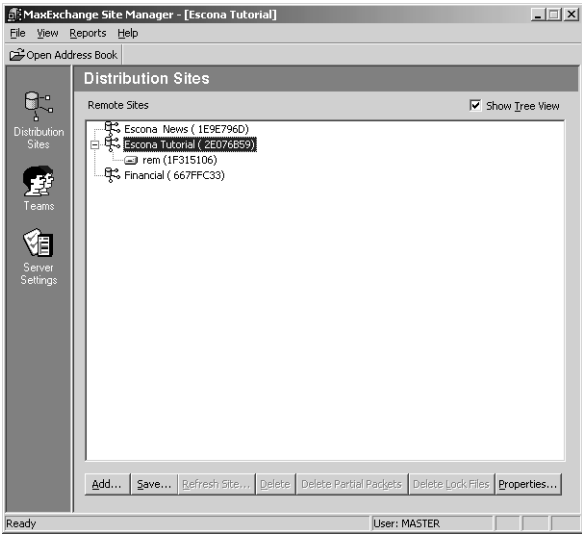 MaxExchange Site Manager - [Escona Tutorial]
File View Reports Help
Open Address Book
Distribution Sites
Distribution
Sites
Teams
Server
Settings
Remote Sites
Show Tree View
Escona News ( 1E9E796D)
Escona Tutorial ( 2E076B59)
rem (1F315106)
Financial ( 667FFC33)
Add... Save... Refresh Site... Delete Delete Partial Packets Delete Lock Files Properties...
Ready User: MASTER